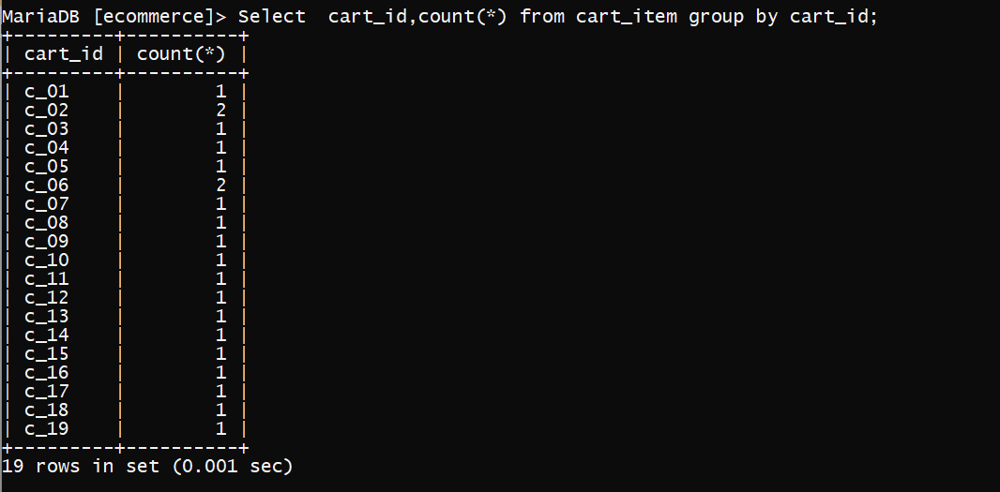 MariaDB [ecommerce]> Select  cart_id,count(*) from cart_item group by cart_id;
+---------+----------+
| cart_id | count(*) |
+---------+----------+
| c_01    |        1 |
| c_02    |        2 |
| c_03    |        1 |
| c_04    |        1 |
| c_05    |        1 |
| c_06    |        2 |
| c_07    |        1 |
| c_08    |        1 |
| c_09    |        1 |
| c_10    |        1 |
| c_11    |        1 |
| c_12    |        1 |
| c_13    |        1 |
| c_14    |        1 |
| c_15    |        1 |
| c_16    |        1 |
| c_17    |        1 |
| c_18    |        1 |
| c_19    |        1 |
+---------+----------+
19 rows in set (0.001 sec)